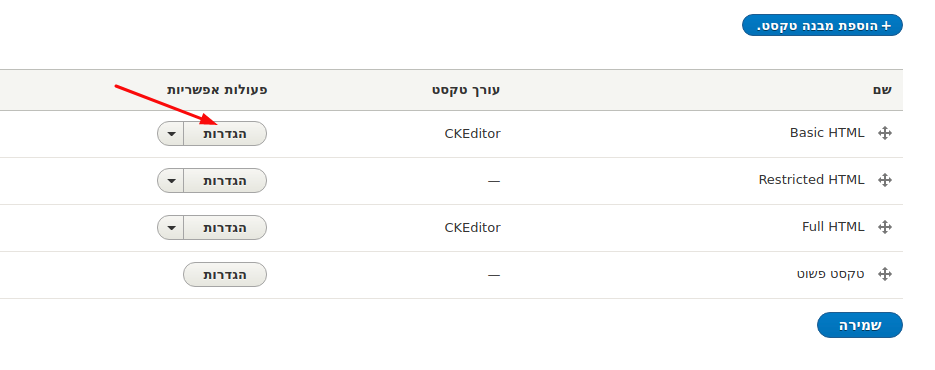 + הוספת מבנה טקסט.
שם עורך טקסט פעולות אפשריות
Basic HTML CKEditor הגדרות
Restricted HTML — הגדרות
Full HTML CKEditor הגדרות
טקסט פשוט — הגדרות
שמירה